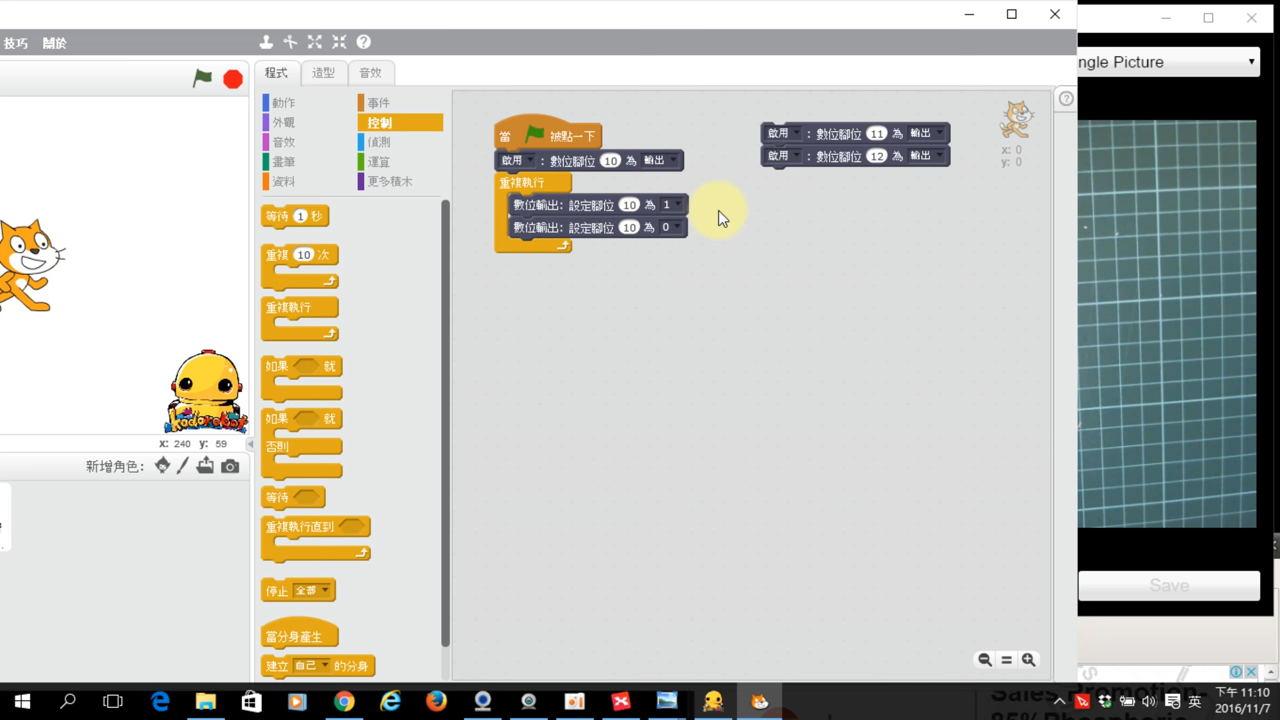 技巧 關於
程式 造型 音效
動作 事件
外觀 控制
音效 偵測
畫筆 運算
資料 更多積木
等待 1 秒
重複 10 次
重複執行
如果 就
如果 就
否則
等待
重複執行直到
停止 全部
當分身產生
建立 自己 的分身
kodorobot
x: 240 y: 59
新增角色:
當 被點一下
啟用 : 數位腳位 10 為 輸出
重複執行
數位輸出: 設定腳位 10 為 1
數位輸出: 設定腳位 10 為 0
啟用 : 數位腳位 11 為 輸出
啟用 : 數位腳位 12 為 輸出
x: 0
y: 0
ngle Picture
Save
Sales Promotion-
英
下午 11:10
2016/11/7